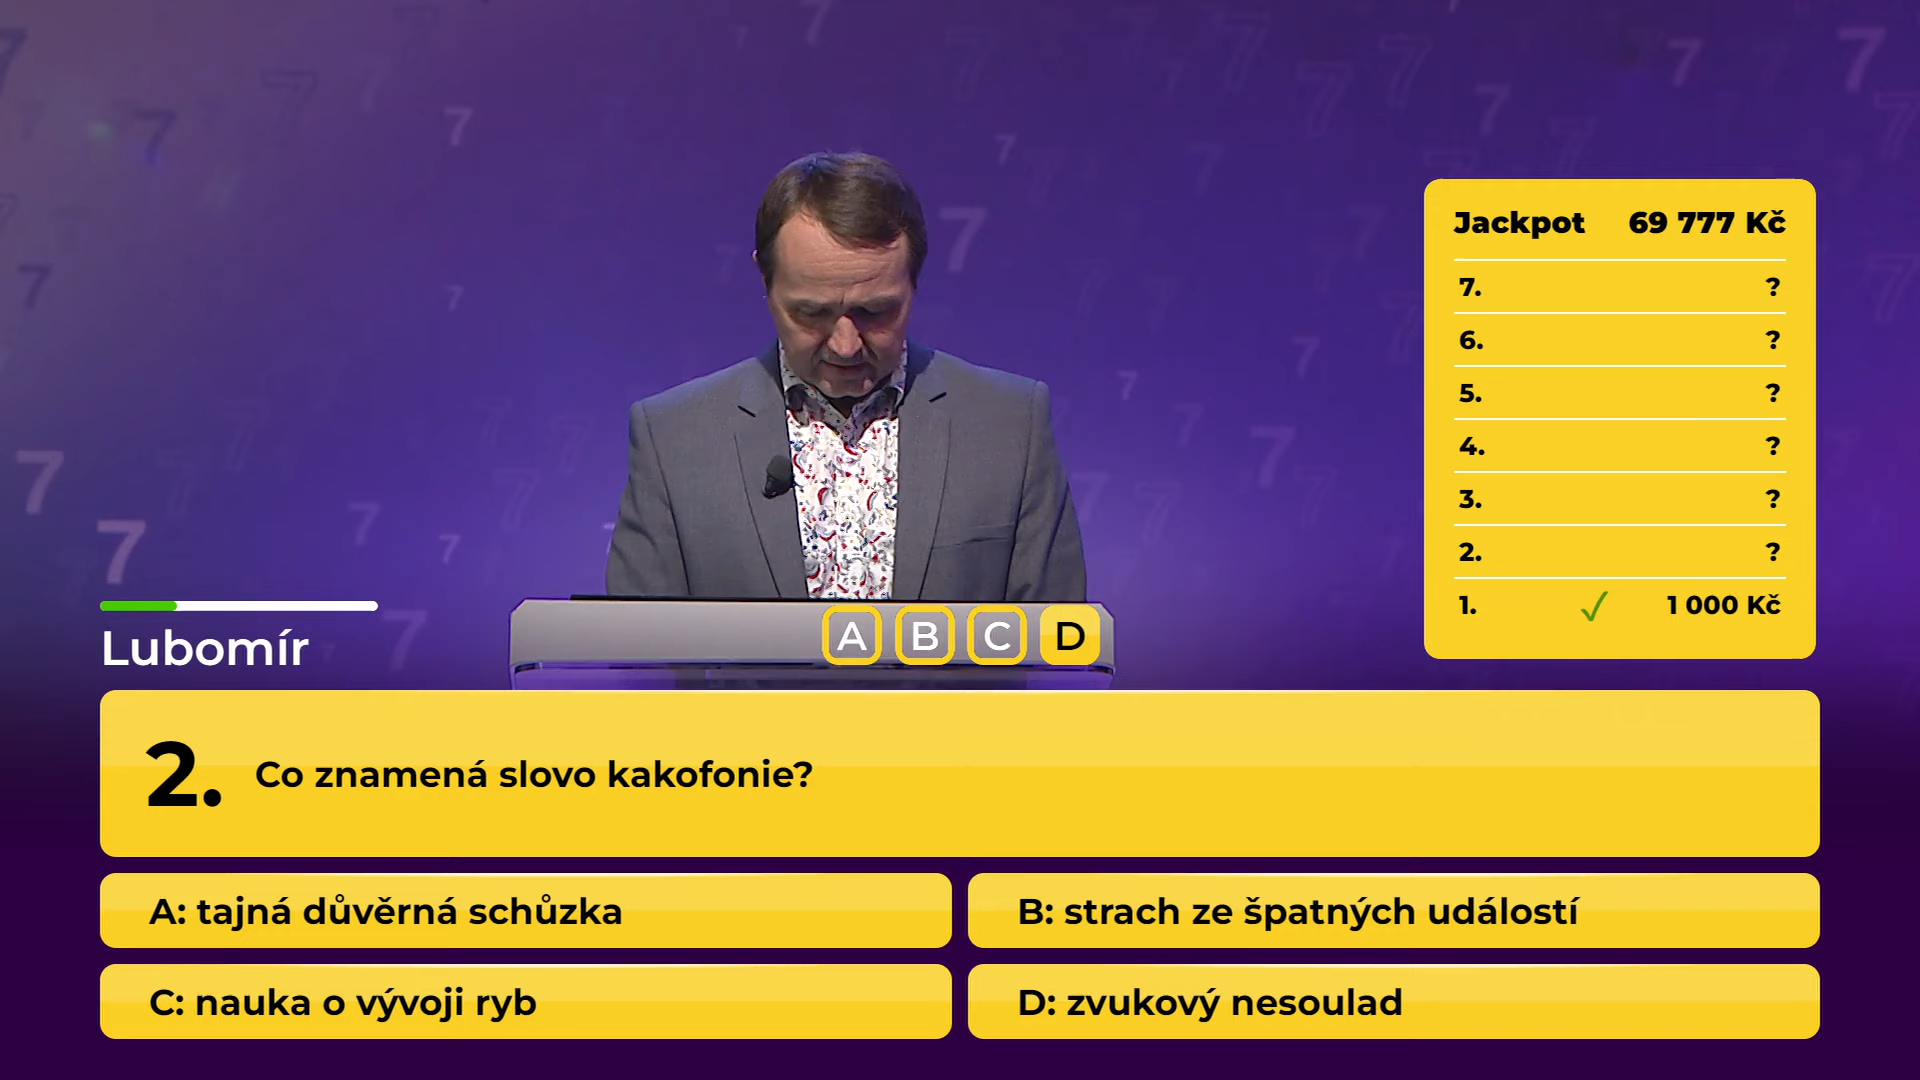 Jackpot 69 777 Kč
7. ?
6. ?
5. ?
4. ?
3. ?
2. ?
1. ✓ 1 000 Kč
Lubomír
A B C D
2. Co znamená slovo kakofonie?
A: tajná důvěrná schůzka
B: strach ze špatných událostí
C: nauka o vývoji ryb
D: zvukový nesoulad